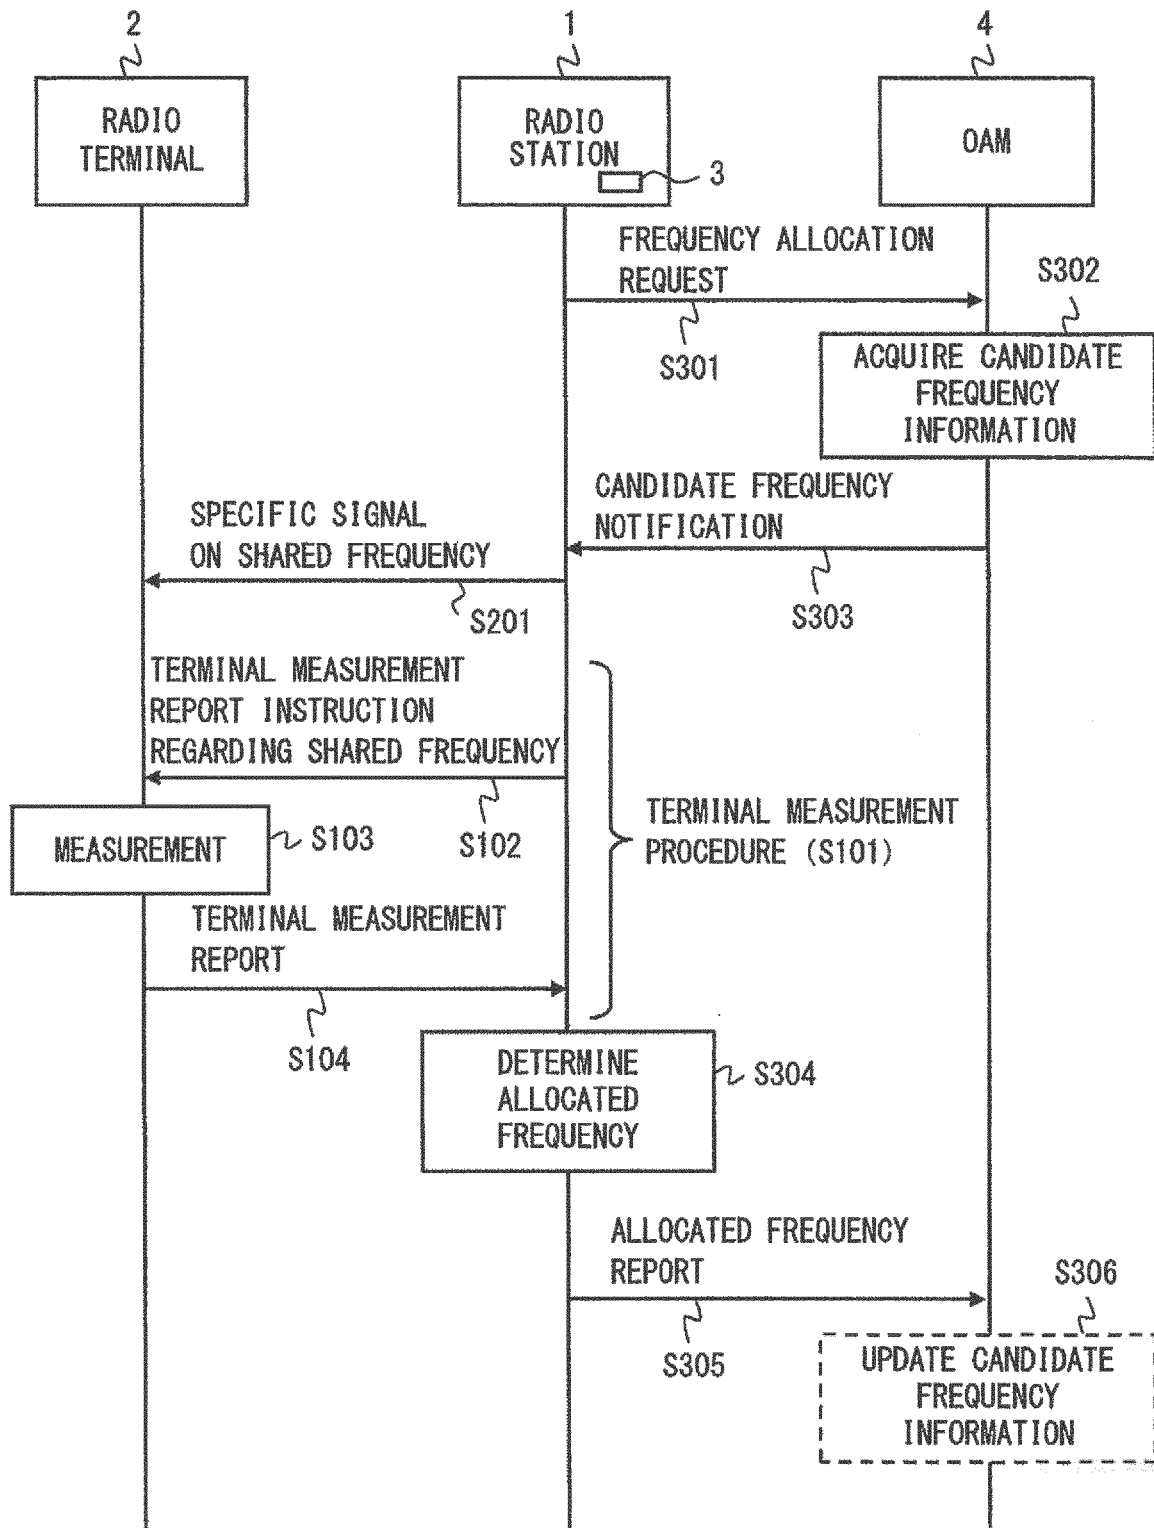 2
1
4
RADIO
TERMINAL
RADIO
STATION
3
OAM
FREQUENCY ALLOCATION
REQUEST
S301
S302
ACQUIRE CANDIDATE
FREQUENCY
INFORMATION
CANDIDATE FREQUENCY
NOTIFICATION
S303
SPECIFIC SIGNAL
ON SHARED FREQUENCY
S201
TERMINAL MEASUREMENT
REPORT INSTRUCTION
REGARDING SHARED FREQUENCY
S102
MEASUREMENT
S103
TERMINAL MEASUREMENT
PROCEDURE (S101)
TERMINAL MEASUREMENT
REPORT
S104
DETERMINE
ALLOCATED
FREQUENCY
S304
ALLOCATED FREQUENCY
REPORT
S305
S306
UPDATE CANDIDATE
FREQUENCY
INFORMATION